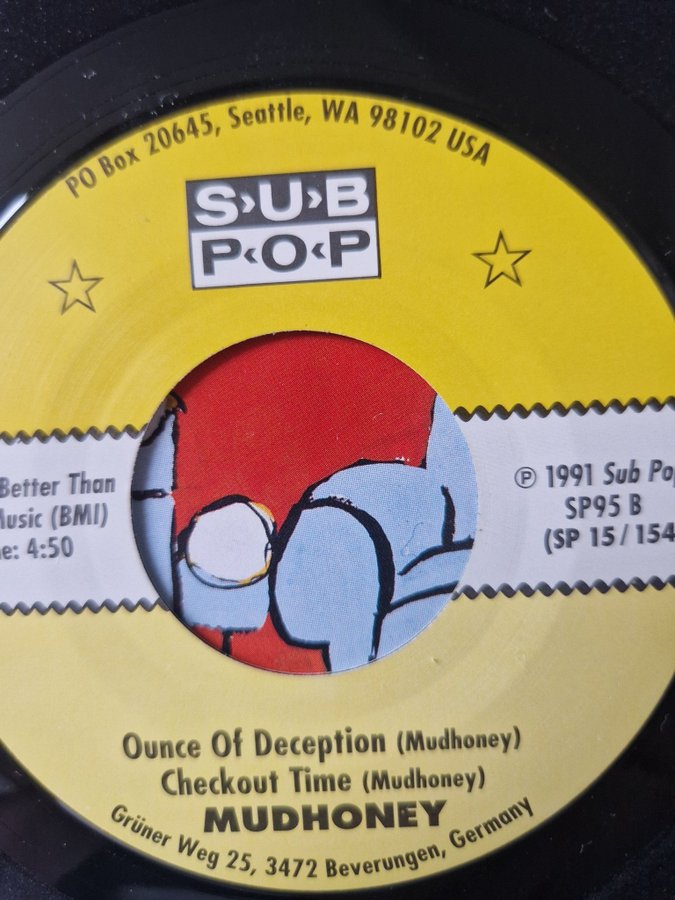 PO Box 20645, Seattle, WA 98102 USA
S›U›B
P‹O‹P
Better Than
Music (BMI)
4:50
℗ 1991 Sub Pop
SP95 B
(SP 15/154
Ounce Of Deception (Mudhoney)
Checkout Time (Mudhoney)
MUDHONEY
Grüner Weg 25, 3472 Beverungen, Germany